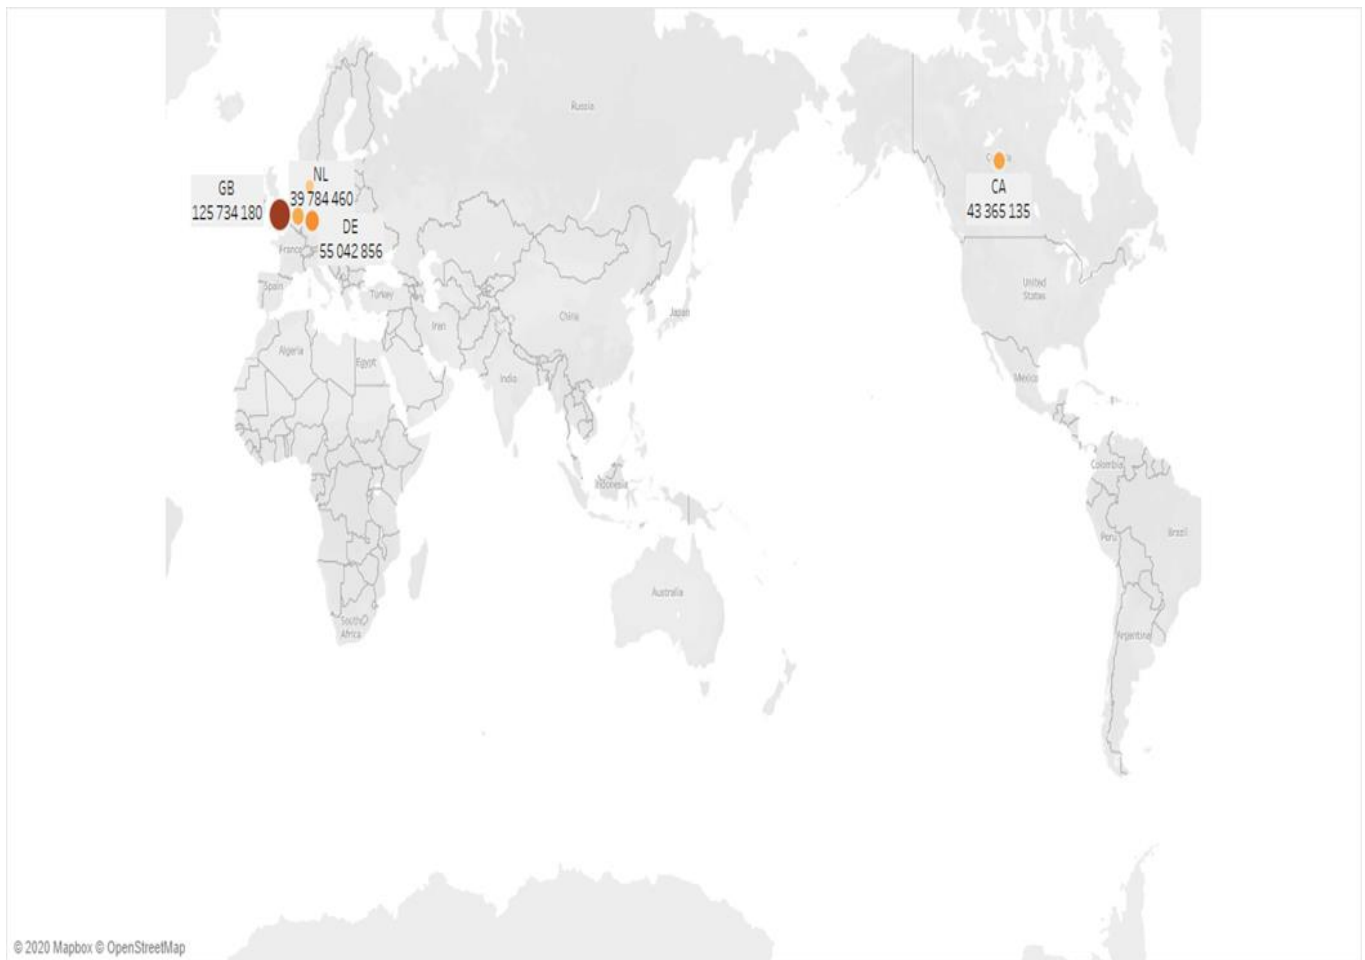 Russia
NL
39 784 460
GB
125 734 180
DE
55 042 856
CA
43 365 135
France
Spain
Turkey
Iran
China
Japan
Algeria
Egypt
India
United
States
Mexico
Colombia
Indonesia
Peru
Brazil
Australia
South
Africa
Argentina
© 2020 Mapbox © OpenStreetMap